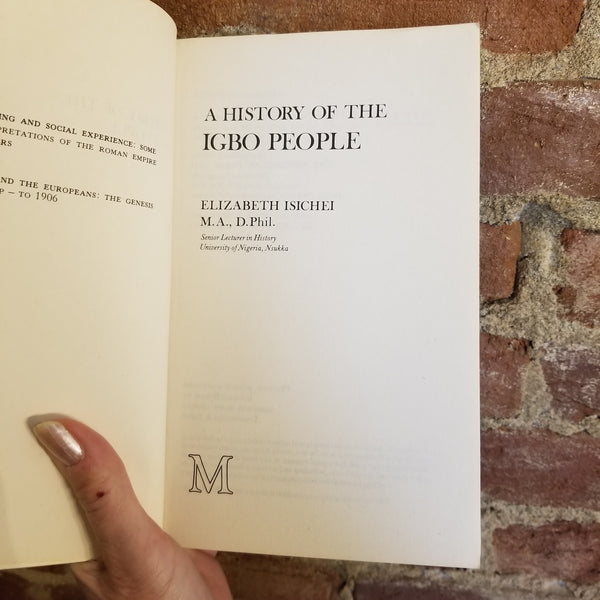 ING AND SOCIAL EXPERIENCE: SOME
PRETATIONS OF THE ROMAN EMPIRE
RS
ND THE EUROPEANS: THE GENESIS
P – TO 1906
A HISTORY OF THE
IGBO PEOPLE
ELIZABETH ISICHEI
M.A., D.Phil.
Senior Lecturer in History
University of Nigeria, Nsukka
M